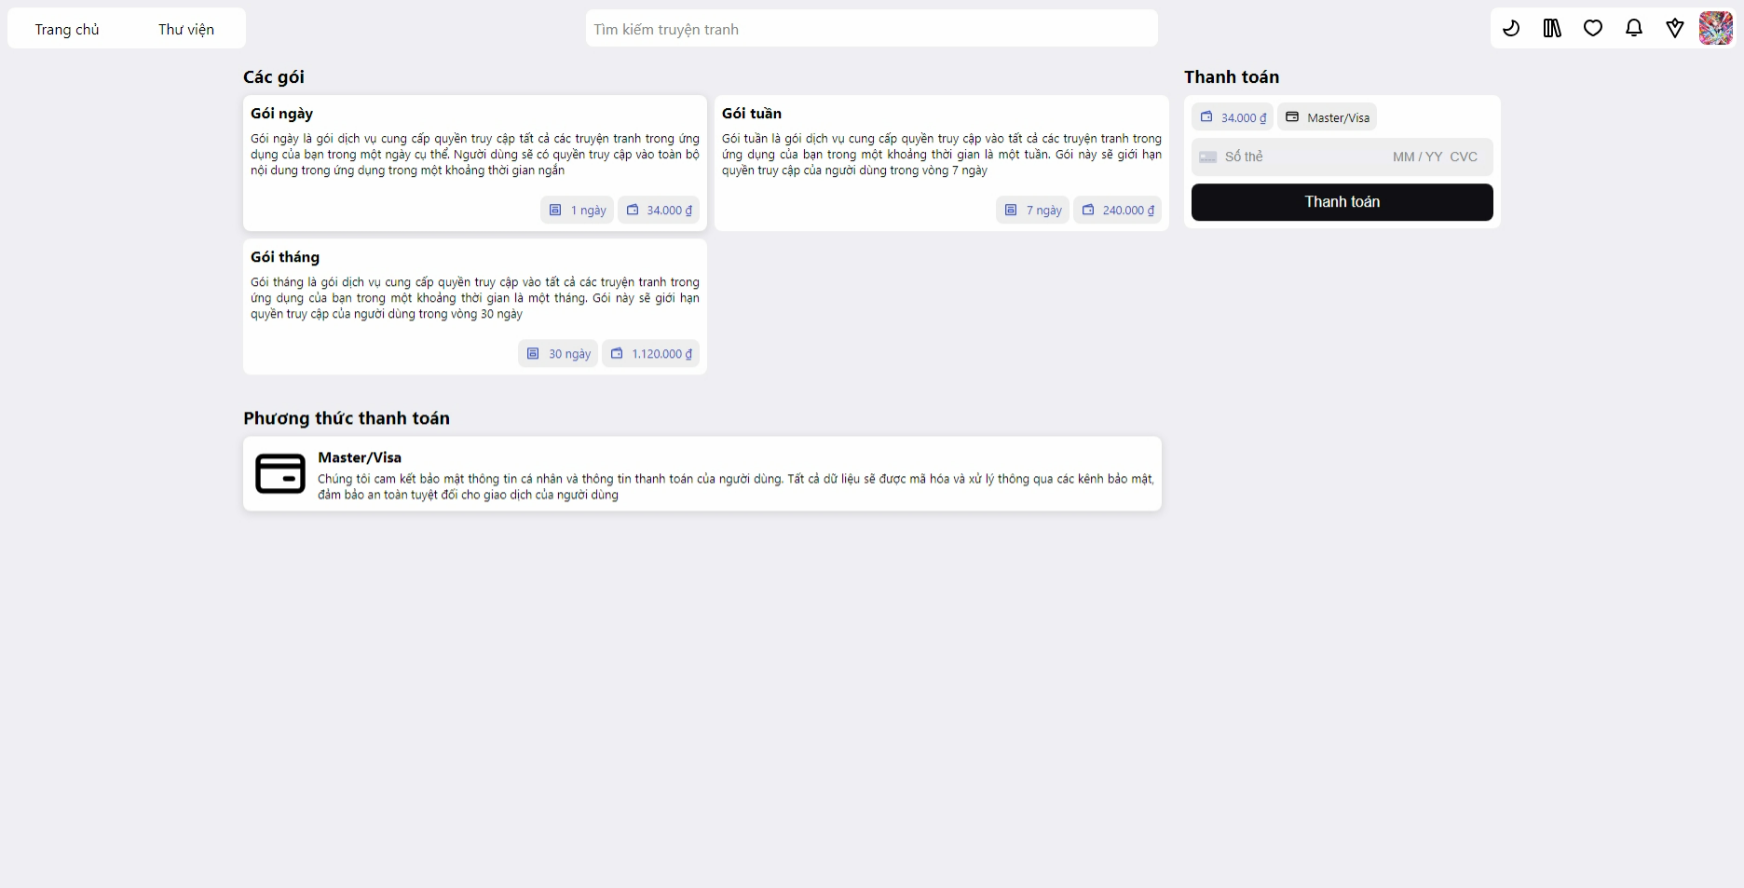 Trang chủ
Thư viện
Tìm kiếm truyện tranh
Các gói
Gói ngày
Gói ngày là gói dịch vụ cung cấp quyền truy cập tất cả các truyện tranh trong ứng
dụng của bạn trong một ngày cụ thể. Người dùng sẽ có quyền truy cập vào toàn bộ
nội dung trong ứng dụng trong một khoảng thời gian ngắn
1 ngày
34.000 ₫
Gói tuần
Gói tuần là gói dịch vụ cung cấp quyền truy cập vào tất cả các truyện tranh trong
ứng dụng của bạn trong một khoảng thời gian là một tuần. Gói này sẽ giới hạn
quyền truy cập của người dùng trong vòng 7 ngày
7 ngày
240.000 ₫
Gói tháng
Gói tháng là gói dịch vụ cung cấp quyền truy cập vào tất cả các truyện tranh trong
ứng dụng của bạn trong một khoảng thời gian là một tháng. Gói này sẽ giới hạn
quyền truy cập của người dùng trong vòng 30 ngày
30 ngày
1.120.000 ₫
Phương thức thanh toán
Master/Visa
Chúng tôi cam kết bảo mật thông tin cá nhân và thông tin thanh toán của người dùng. Tất cả dữ liệu sẽ được mã hóa và xử lý thông qua các kênh bảo mật,
đảm bảo an toàn tuyệt đối cho giao dịch của người dùng
Thanh toán
34.000 ₫
Master/Visa
Số thẻ
MM / YY CVC
Thanh toán